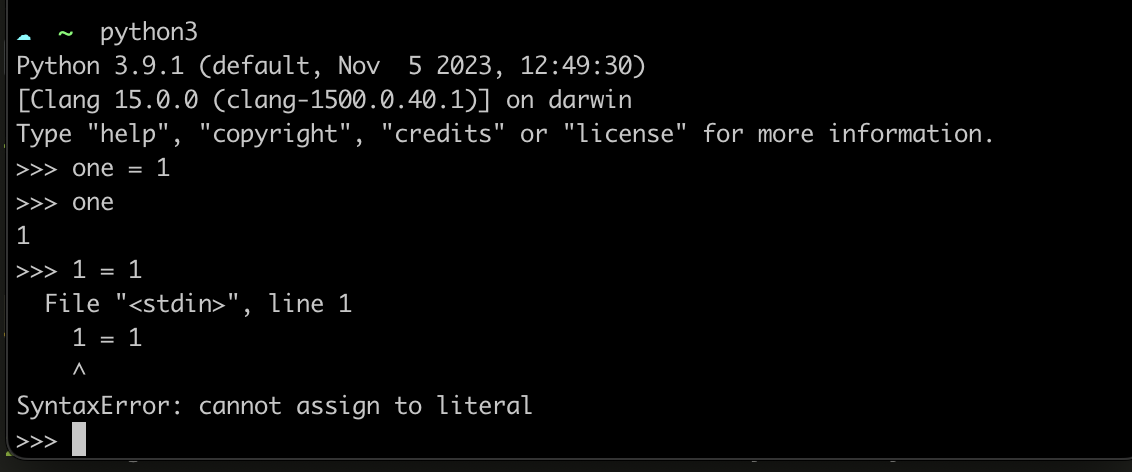 ~ python3
Python 3.9.1 (default, Nov  5 2023, 12:49:30)
[Clang 15.0.0 (clang-1500.0.40.1)] on darwin
Type "help", "copyright", "credits" or "license" for more information.
>>> one = 1
>>> one
1
>>> 1 = 1
  File "<stdin>", line 1
    1 = 1
    ^
SyntaxError: cannot assign to literal
>>>